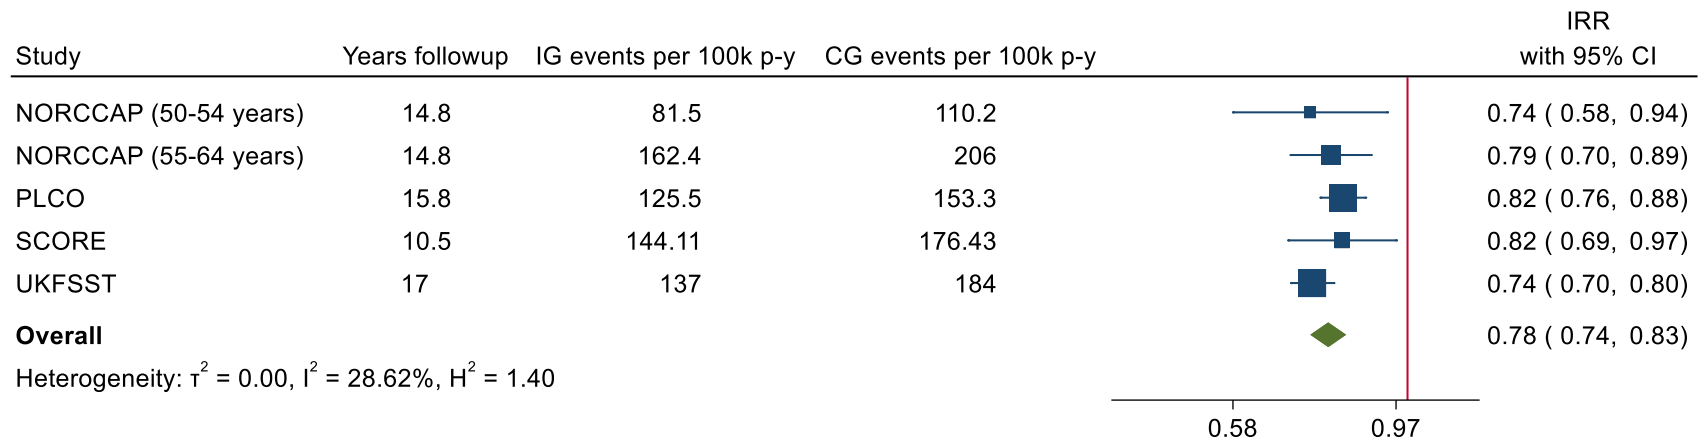 IRR
Study Years followup IG events per 100k p-y CG events per 100k p-y with 95% CI
NORCCAP (50-54 years) 14.8 81.5 110.2 0.74 ( 0.58, 0.94)
NORCCAP (55-64 years) 14.8 162.4 206 0.79 ( 0.70, 0.89)
PLCO 15.8 125.5 153.3 0.82 ( 0.76, 0.88)
SCORE 10.5 144.11 176.43 0.82 ( 0.69, 0.97)
UKFSST 17 137 184 0.74 ( 0.70, 0.80)
Overall 0.78 ( 0.74, 0.83)
Heterogeneity: τ² = 0.00, I² = 28.62%, H² = 1.40
0.58 0.97